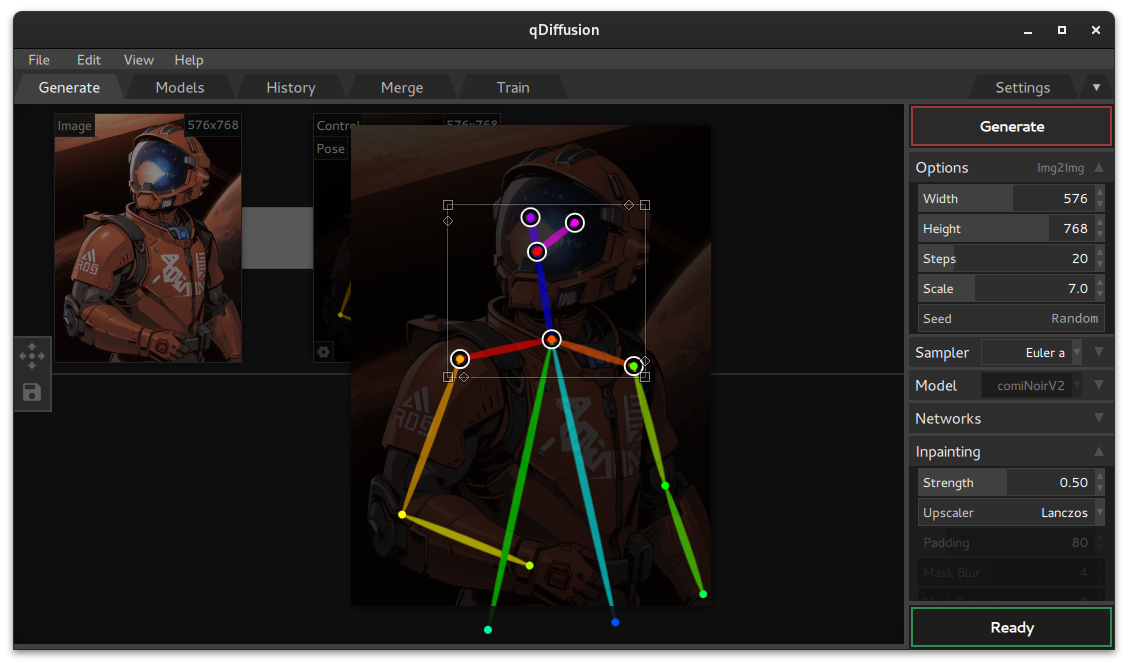 qDiffusion
File Edit View Help
Generate Models History Merge Train Settings
Image 576x768
Control 576x768
Pose
RDS
RDS
Generate
Options Img2Img
Width 576
Height 768
Steps 20
Scale 7.0
Seed Random
Sampler Euler a
Model comiNoirV2
Networks
Inpainting
Strength 0.50
Upscaler Lanczos
Padding 80
Mask Blur 4
Ready